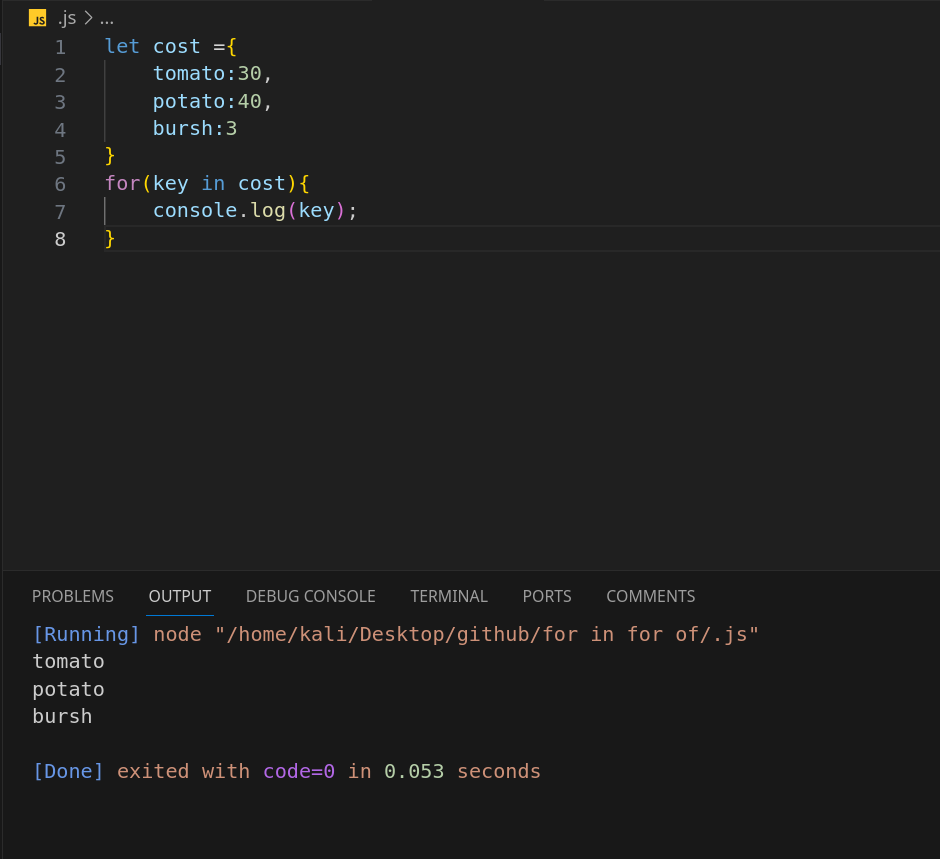 JS .js > ...
1 let cost ={
2     tomato:30,
3     potato:40,
4     bursh:3
5 }
6 for(key in cost){
7     console.log(key);
8 }
PROBLEMS OUTPUT DEBUG CONSOLE TERMINAL PORTS COMMENTS
[Running] node "/home/kali/Desktop/github/for in for of/.js"
tomato
potato
bursh
[Done] exited with code=0 in 0.053 seconds